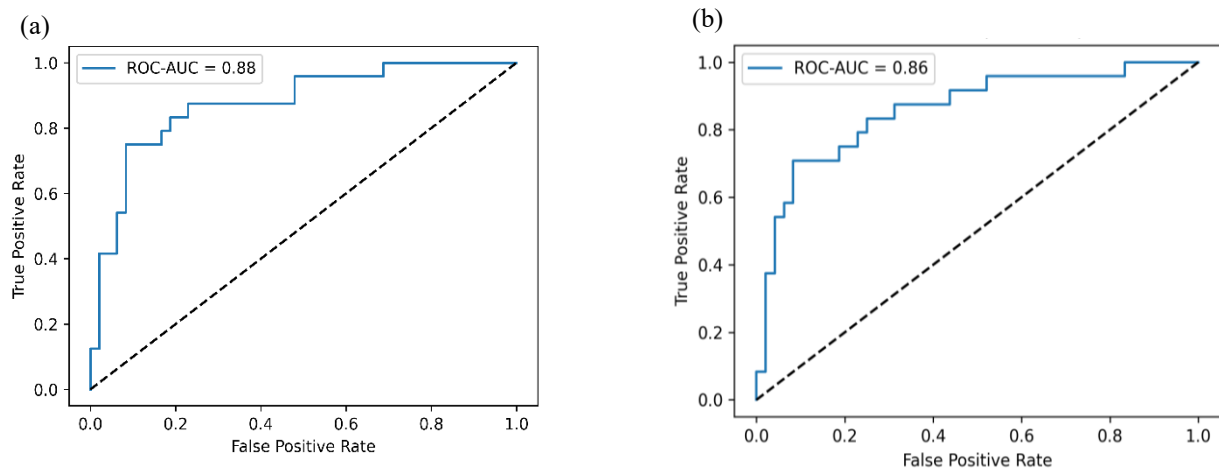 (a)
ROC-AUC = 0.88
1.0
0.8
0.6
0.4
0.2
0.0
True Positive Rate
0.0 0.2 0.4 0.6 0.8 1.0
False Positive Rate
(b)
ROC-AUC = 0.86
1.0
0.8
0.6
0.4
0.2
0.0
True Positive Rate
0.0 0.2 0.4 0.6 0.8 1.0
False Positive Rate